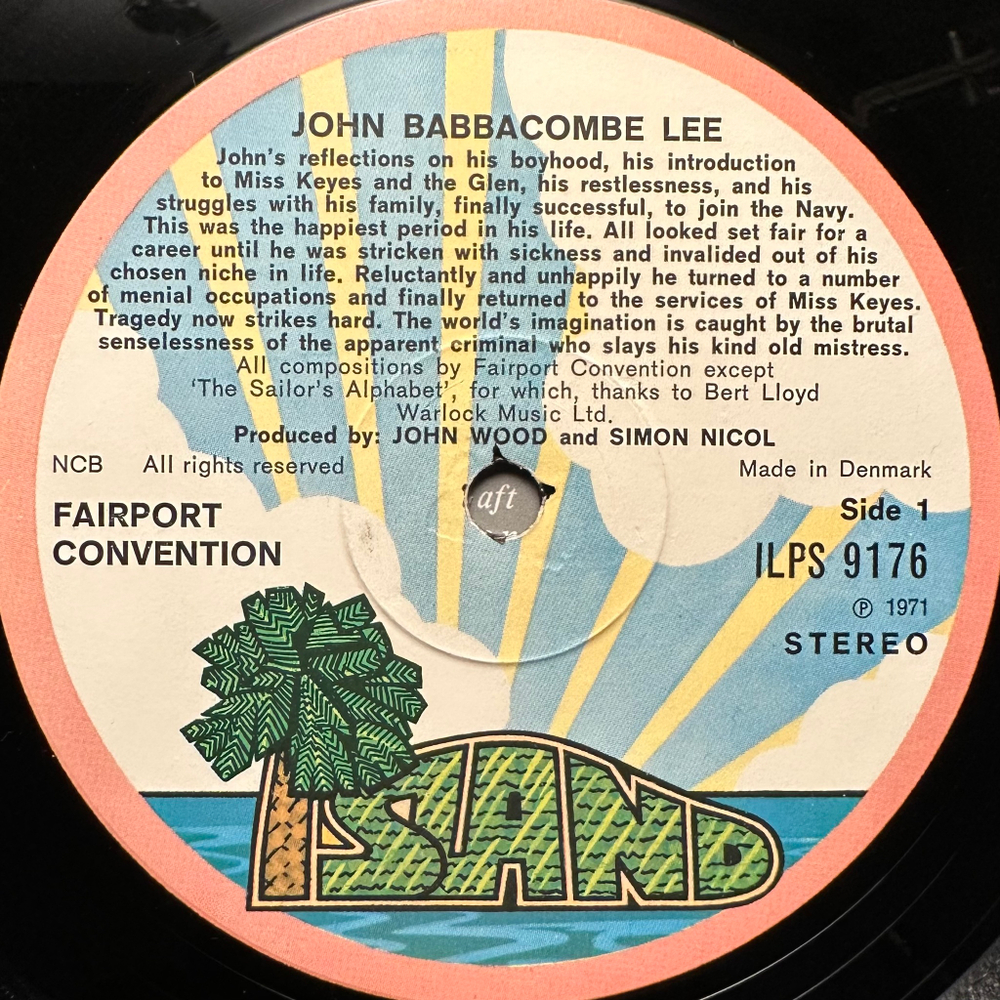 JOHN BABBACOMBE LEE
John's reflections on his boyhood, his introduction
to Miss Keyes and the Glen, his restlessness, and his
struggles with his family, finally successful, to join the Navy.
This was the happiest period in his life. All looked set fair for a
career until he was stricken with sickness and invalided out of his
chosen niche in life. Reluctantly and unhappily he turned to a number
of menial occupations and finally returned to the services of Miss Keyes.
Tragedy now strikes hard. The world's imagination is caught by the brutal
senselessness of the apparent criminal who slays his kind old mistress.
All compositions by Fairport Convention except
'The Sailor's Alphabet', for which, thanks to Bert Lloyd
Warlock Music Ltd.
Produced by: JOHN WOOD and SIMON NICOL
NCB All rights reserved
Made in Denmark
aft
FAIRPORT
CONVENTION
Side 1
ILPS 9176
℗ 1971
STEREO
ISLAND